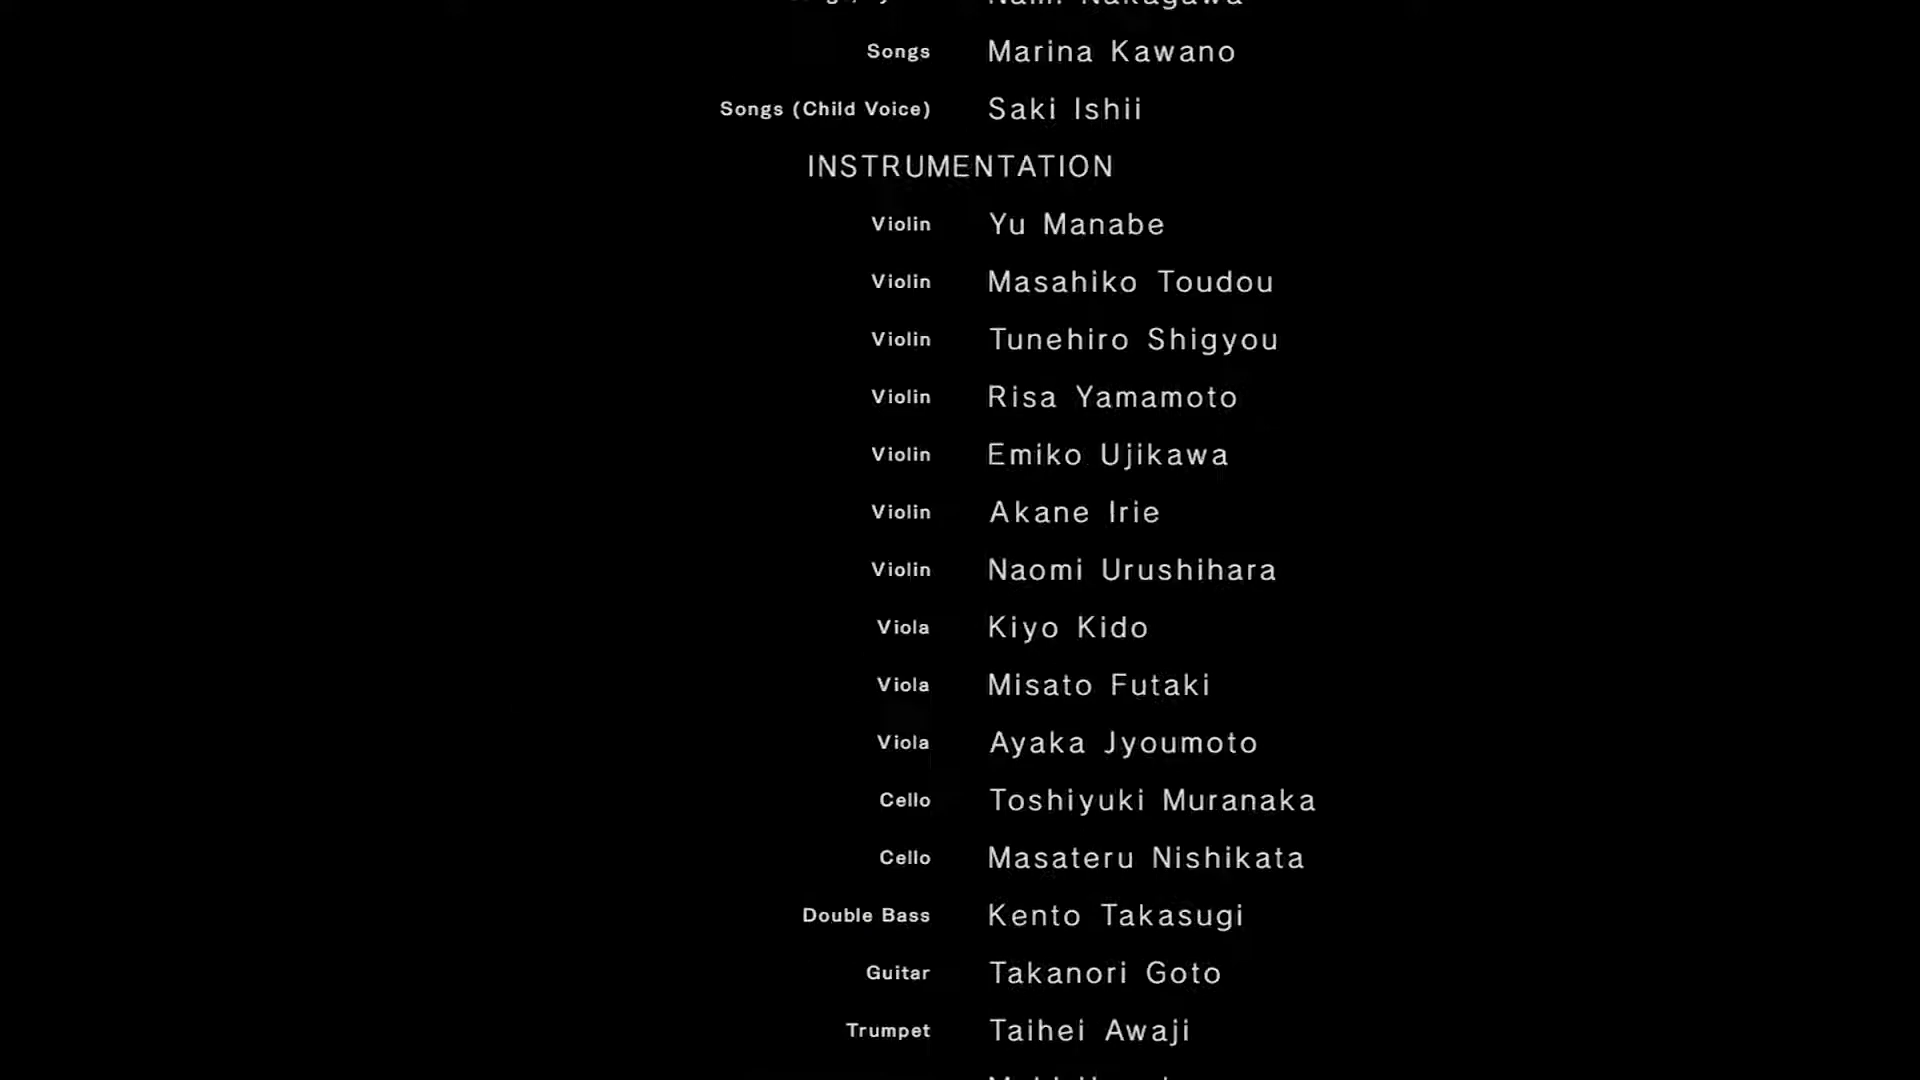 Nami Nakagawa
Songs Marina Kawano
Songs (Child Voice) Saki Ishii
INSTRUMENTATION
Violin Yu Manabe
Violin Masahiko Toudou
Violin Tunehiro Shigyou
Violin Risa Yamamoto
Violin Emiko Ujikawa
Violin Akane Irie
Violin Naomi Urushihara
Viola Kiyo Kido
Viola Misato Futaki
Viola Ayaka Jyoumoto
Cello Toshiyuki Muranaka
Cello Masateru Nishikata
Double Bass Kento Takasugi
Guitar Takanori Goto
Trumpet Taihei Awaji